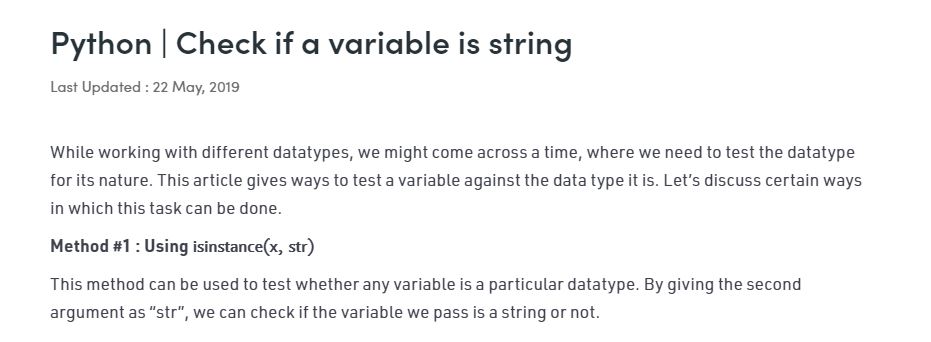 Python | Check if a variable is string
Last Updated : 22 May, 2019
While working with different datatypes, we might come across a time, where we need to test the datatype
for its nature. This article gives ways to test a variable against the data type it is. Let’s discuss certain ways
in which this task can be done.
Method #1 : Using isinstance(x, str)
This method can be used to test whether any variable is a particular datatype. By giving the second
argument as “str”, we can check if the variable we pass is a string or not.